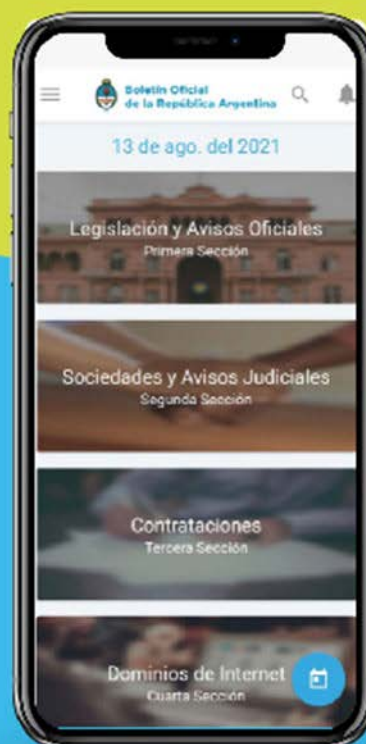 Boletín Oficial
de la República Argentina
13 de ago. del 2021
Legislación y Avisos Oficiales
Primera Sección
Sociedades y Avisos Judiciales
Segunda Sección
Contrataciones
Tercera Sección
Dominios de Internet
Cuarta Sección